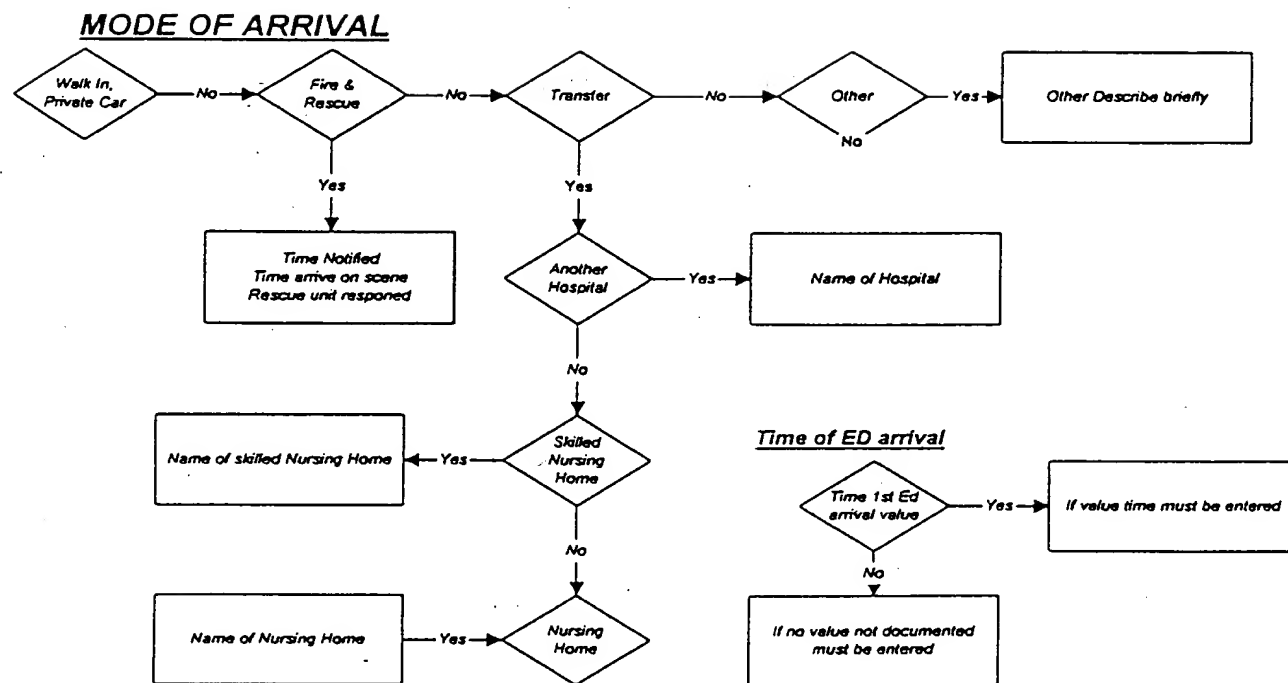 MODE OF ARRIVAL
Walk In,
Private Car
No
Fire &
Rescue
No
Transfer
No
Other
Yes
Other Describe briefly
No
Yes
Yes
Time Notified
Time arrive on scene
Rescue unit responed
Another
Hospital
Yes
Name of Hospital
No
Name of skilled Nursing Home
Yes
Skilled
Nursing
Home
No
Name of Nursing Home
Yes
Nursing
Home
Time of ED arrival
Time 1st Ed
arrival value
Yes
If value time must be entered
No
If no value not documented
must be entered